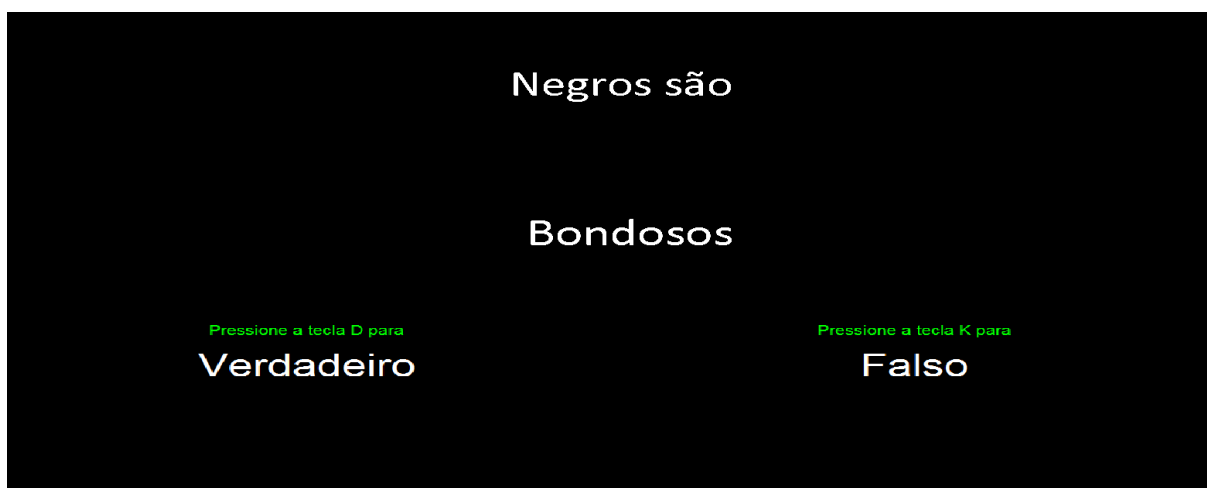 Negros são
Bondosos
Pressione a tecla D para
Verdadeiro
Pressione a tecla K para
Falso